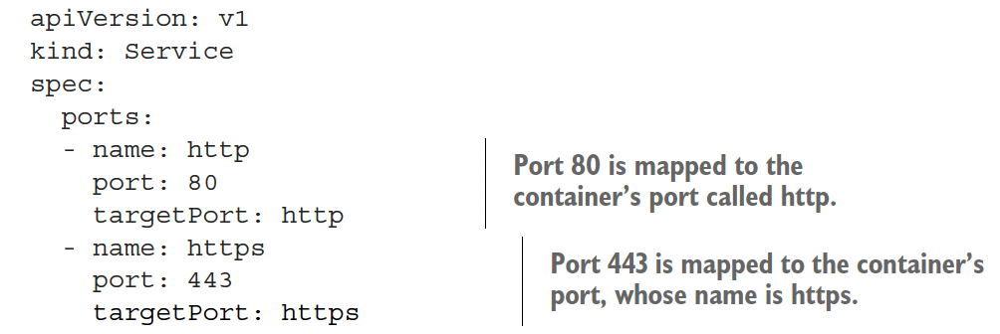 apiVersion: v1
kind: Service
spec:
  ports:
  - name: http
    port: 80
    targetPort: http
  - name: https
    port: 443
    targetPort: https
Port 80 is mapped to the
container’s port called http.
Port 443 is mapped to the container’s
port, whose name is https.